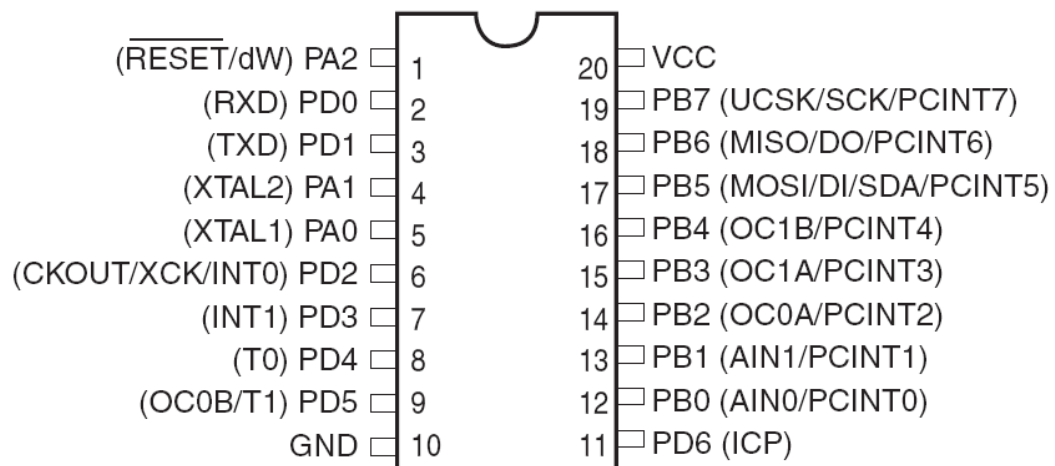 (RESET/dW) PA2 1 20 VCC
(RXD) PD0 2 19 PB7 (UCSK/SCK/PCINT7)
(TXD) PD1 3 18 PB6 (MISO/DO/PCINT6)
(XTAL2) PA1 4 17 PB5 (MOSI/DI/SDA/PCINT5)
(XTAL1) PA0 5 16 PB4 (OC1B/PCINT4)
(CKOUT/XCK/INT0) PD2 6 15 PB3 (OC1A/PCINT3)
(INT1) PD3 7 14 PB2 (OC0A/PCINT2)
(T0) PD4 8 13 PB1 (AIN1/PCINT1)
(OC0B/T1) PD5 9 12 PB0 (AIN0/PCINT0)
GND 10 11 PD6 (ICP)